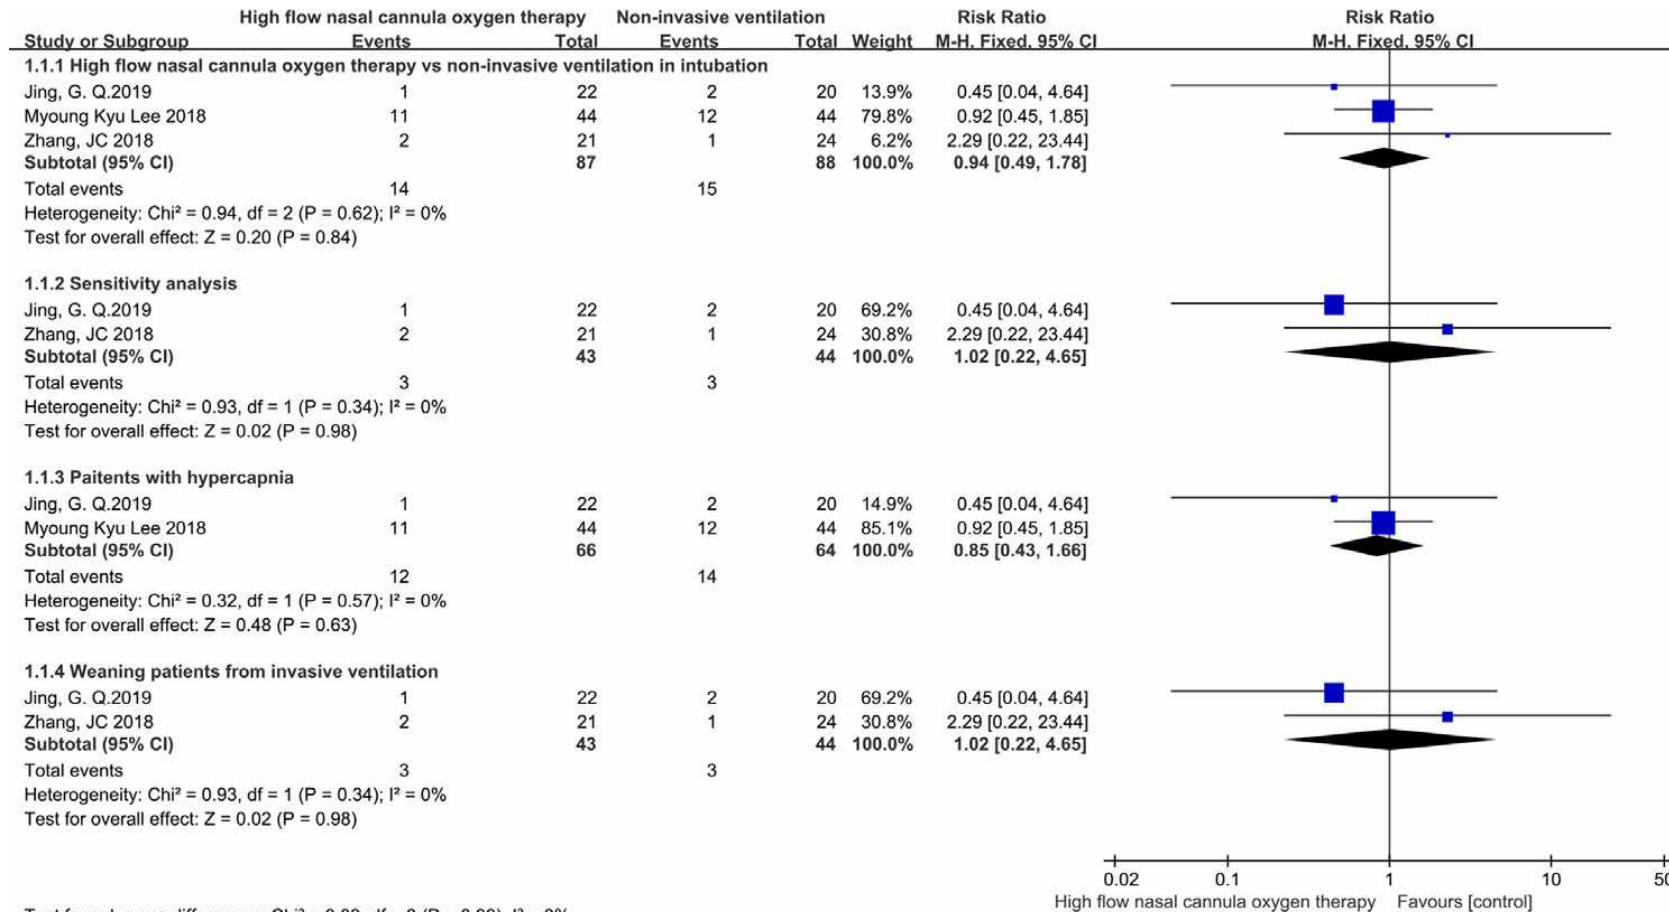 High flow nasal cannula oxygen therapy Non-invasive ventilation Risk Ratio Risk Ratio
Study or Subgroup Events Total Events Total Weight M-H. Fixed. 95% CI M-H. Fixed. 95% CI
1.1.1 High flow nasal cannula oxygen therapy vs non-invasive ventilation in intubation
Jing, G. Q.2019 1 22 2 20 13.9% 0.45 [0.04, 4.64]
Myoung Kyu Lee 2018 11 44 12 44 79.8% 0.92 [0.45, 1.85]
Zhang, JC 2018 2 21 1 24 6.2% 2.29 [0.22, 23.44]
Subtotal (95% CI) 87 88 100.0% 0.94 [0.49, 1.78]
Total events 14 15
Heterogeneity: Chi² = 0.94, df = 2 (P = 0.62); I² = 0%
Test for overall effect: Z = 0.20 (P = 0.84)
1.1.2 Sensitivity analysis
Jing, G. Q.2019 1 22 2 20 69.2% 0.45 [0.04, 4.64]
Zhang, JC 2018 2 21 1 24 30.8% 2.29 [0.22, 23.44]
Subtotal (95% CI) 43 44 100.0% 1.02 [0.22, 4.65]
Total events 3 3
Heterogeneity: Chi² = 0.93, df = 1 (P = 0.34); I² = 0%
Test for overall effect: Z = 0.02 (P = 0.98)
1.1.3 Paitents with hypercapnia
Jing, G. Q.2019 1 22 2 20 14.9% 0.45 [0.04, 4.64]
Myoung Kyu Lee 2018 11 44 12 44 85.1% 0.92 [0.45, 1.85]
Subtotal (95% CI) 66 64 100.0% 0.85 [0.43, 1.66]
Total events 12 14
Heterogeneity: Chi² = 0.32, df = 1 (P = 0.57); I² = 0%
Test for overall effect: Z = 0.48 (P = 0.63)
1.1.4 Weaning patients from invasive ventilation
Jing, G. Q.2019 1 22 2 20 69.2% 0.45 [0.04, 4.64]
Zhang, JC 2018 2 21 1 24 30.8% 2.29 [0.22, 23.44]
Subtotal (95% CI) 43 44 100.0% 1.02 [0.22, 4.65]
Total events 3 3
Heterogeneity: Chi² = 0.93, df = 1 (P = 0.34); I² = 0%
Test for overall effect: Z = 0.02 (P = 0.98)
0.02 0.1 1 10 50
High flow nasal cannula oxygen therapy Favours [control]